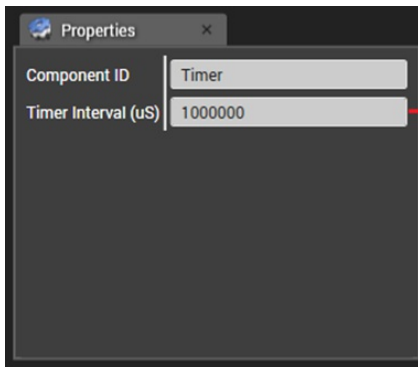 Properties ×
Component ID Timer
Timer Interval (uS) 1000000